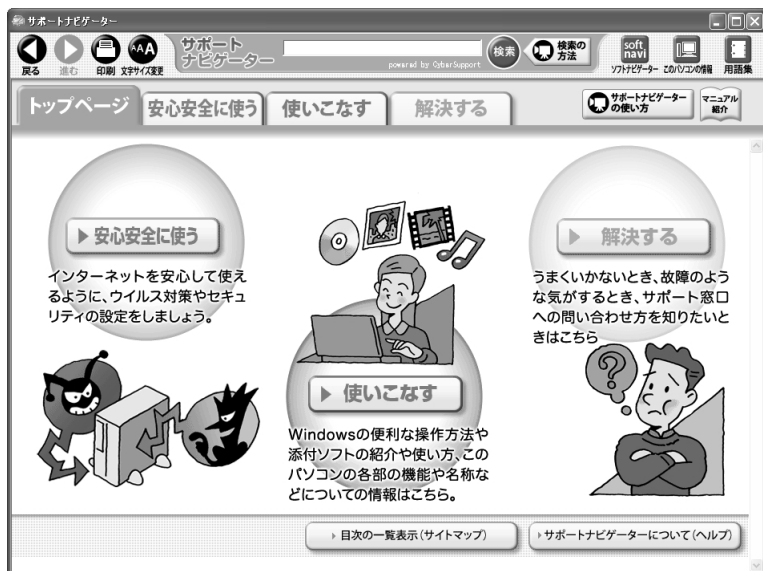 サポートナビゲーター
戻る
進む
印刷
AAA
文字サイズ変更
サポート
ナビゲーター
powered by CyberSupport
検索
検索の
方法
soft
navi
ソフトナビゲーター
このパソコンの情報
用語集
トップページ
安心安全に使う
使いこなす
解決する
サポートナビゲーター
の使い方
マニュアル
紹介
安心安全に使う
インターネットを安心して使え
るように、ウイルス対策やセキュ
リティの設定をしましょう。
使いこなす
Windowsの便利な操作方法や
添付ソフトの紹介や使い方、この
パソコンの各部の機能や名称な
どについての情報はこちら。
解決する
うまくいかないとき、故障のよう
な気がするとき、サポート窓口
への問い合わせ方を知りたいと
きはこちら
?
目次の一覧表示(サイトマップ)
サポートナビゲーターについて(ヘルプ)